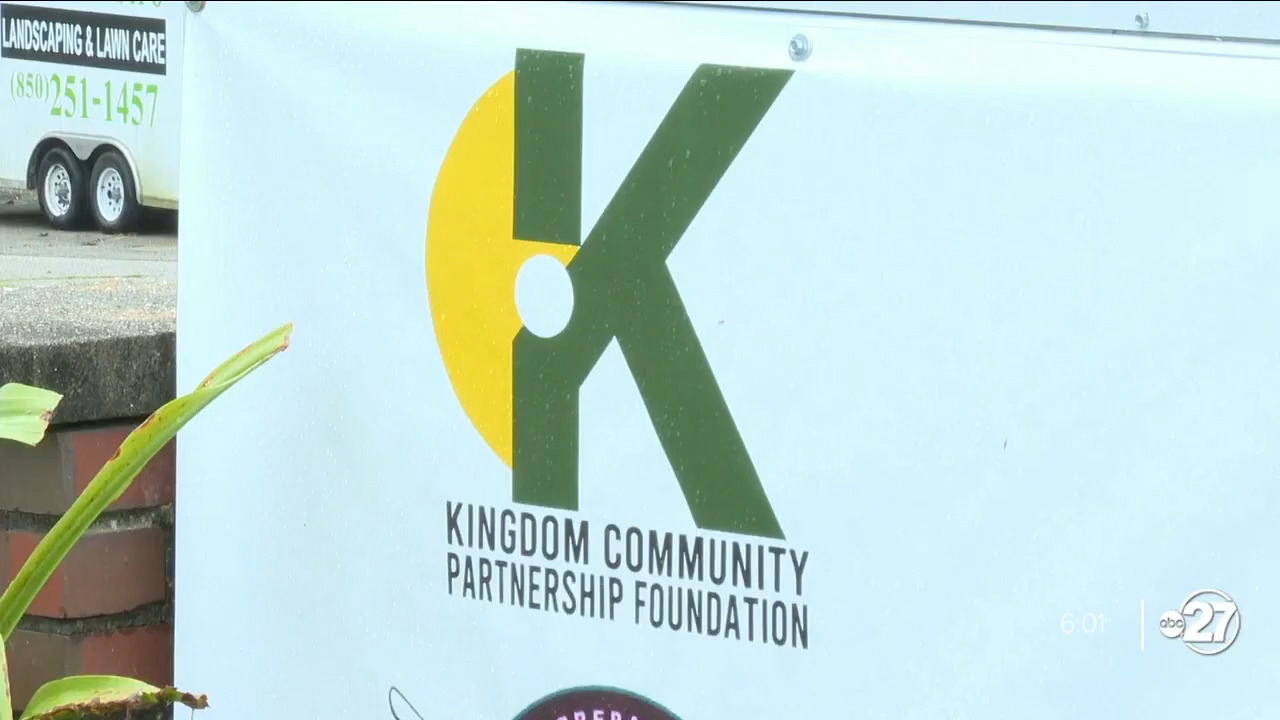 LANDSCAPING & LAWN CARE
(850)251-1457
K
KINGDOM COMMUNITY
PARTNERSHIP FOUNDATION
6:01
abc 27